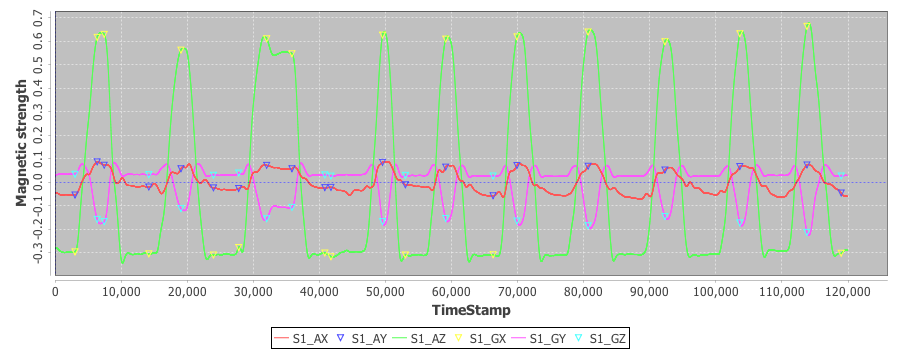 Magnetic strength
0.7
0.6
0.5
0.4
0.3
0.2
0.1
0.0
-0.1
-0.2
-0.3
0 10,000 20,000 30,000 40,000 50,000 60,000 70,000 80,000 90,000 100,000 110,000 120,000
TimeStamp
S1_AX S1_AY S1_AZ S1_GX S1_GY S1_GZ